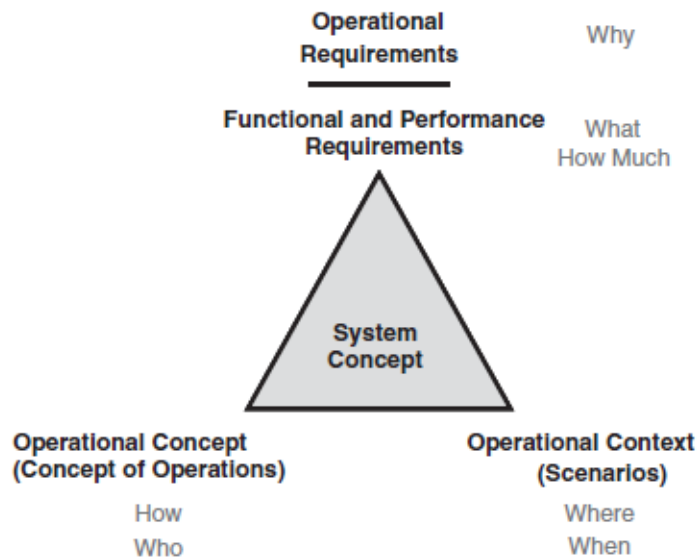 Operational
Requirements
Why
Functional and Performance
Requirements
What
How Much
System
Concept
Operational Concept
(Concept of Operations)
How
Who
Operational Context
(Scenarios)
Where
When